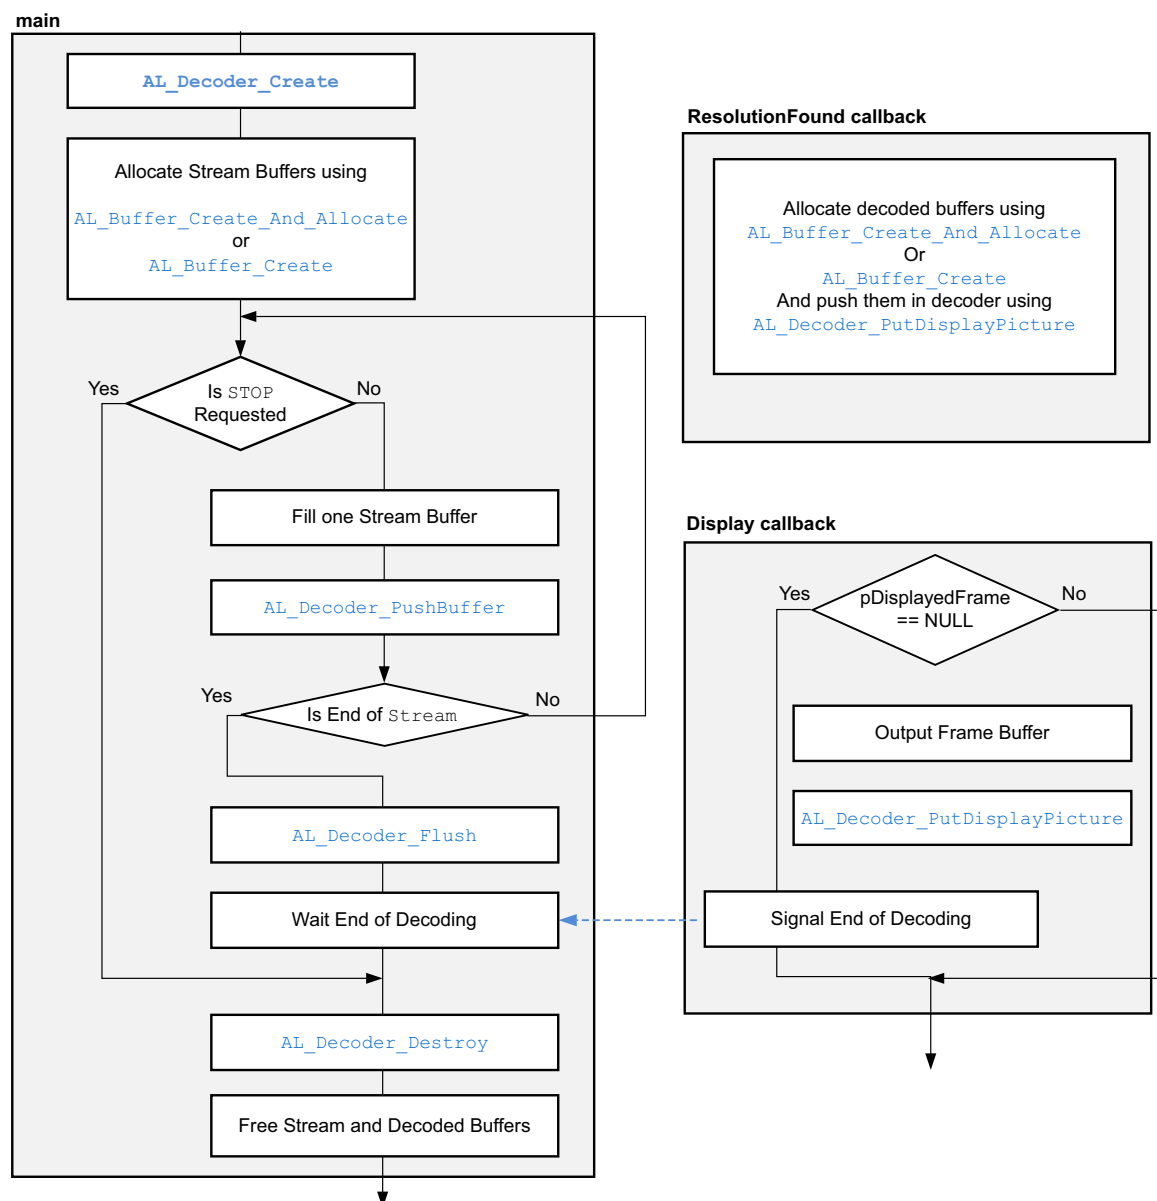 main
AL_Decoder_Create
Allocate Stream Buffers using
AL_Buffer_Create_And_Allocate
or
AL_Buffer_Create
Yes
Is STOP
Requested
No
Fill one Stream Buffer
AL_Decoder_PushBuffer
Yes
Is End of Stream
No
AL_Decoder_Flush
Wait End of Decoding
AL_Decoder_Destroy
Free Stream and Decoded Buffers
ResolutionFound callback
Allocate decoded buffers using
AL_Buffer_Create_And_Allocate
Or
AL_Buffer_Create
And push them in decoder using
AL_Decoder_PutDisplayPicture
Display callback
Yes
pDisplayedFrame
== NULL
No
Output Frame Buffer
AL_Decoder_PutDisplayPicture
Signal End of Decoding